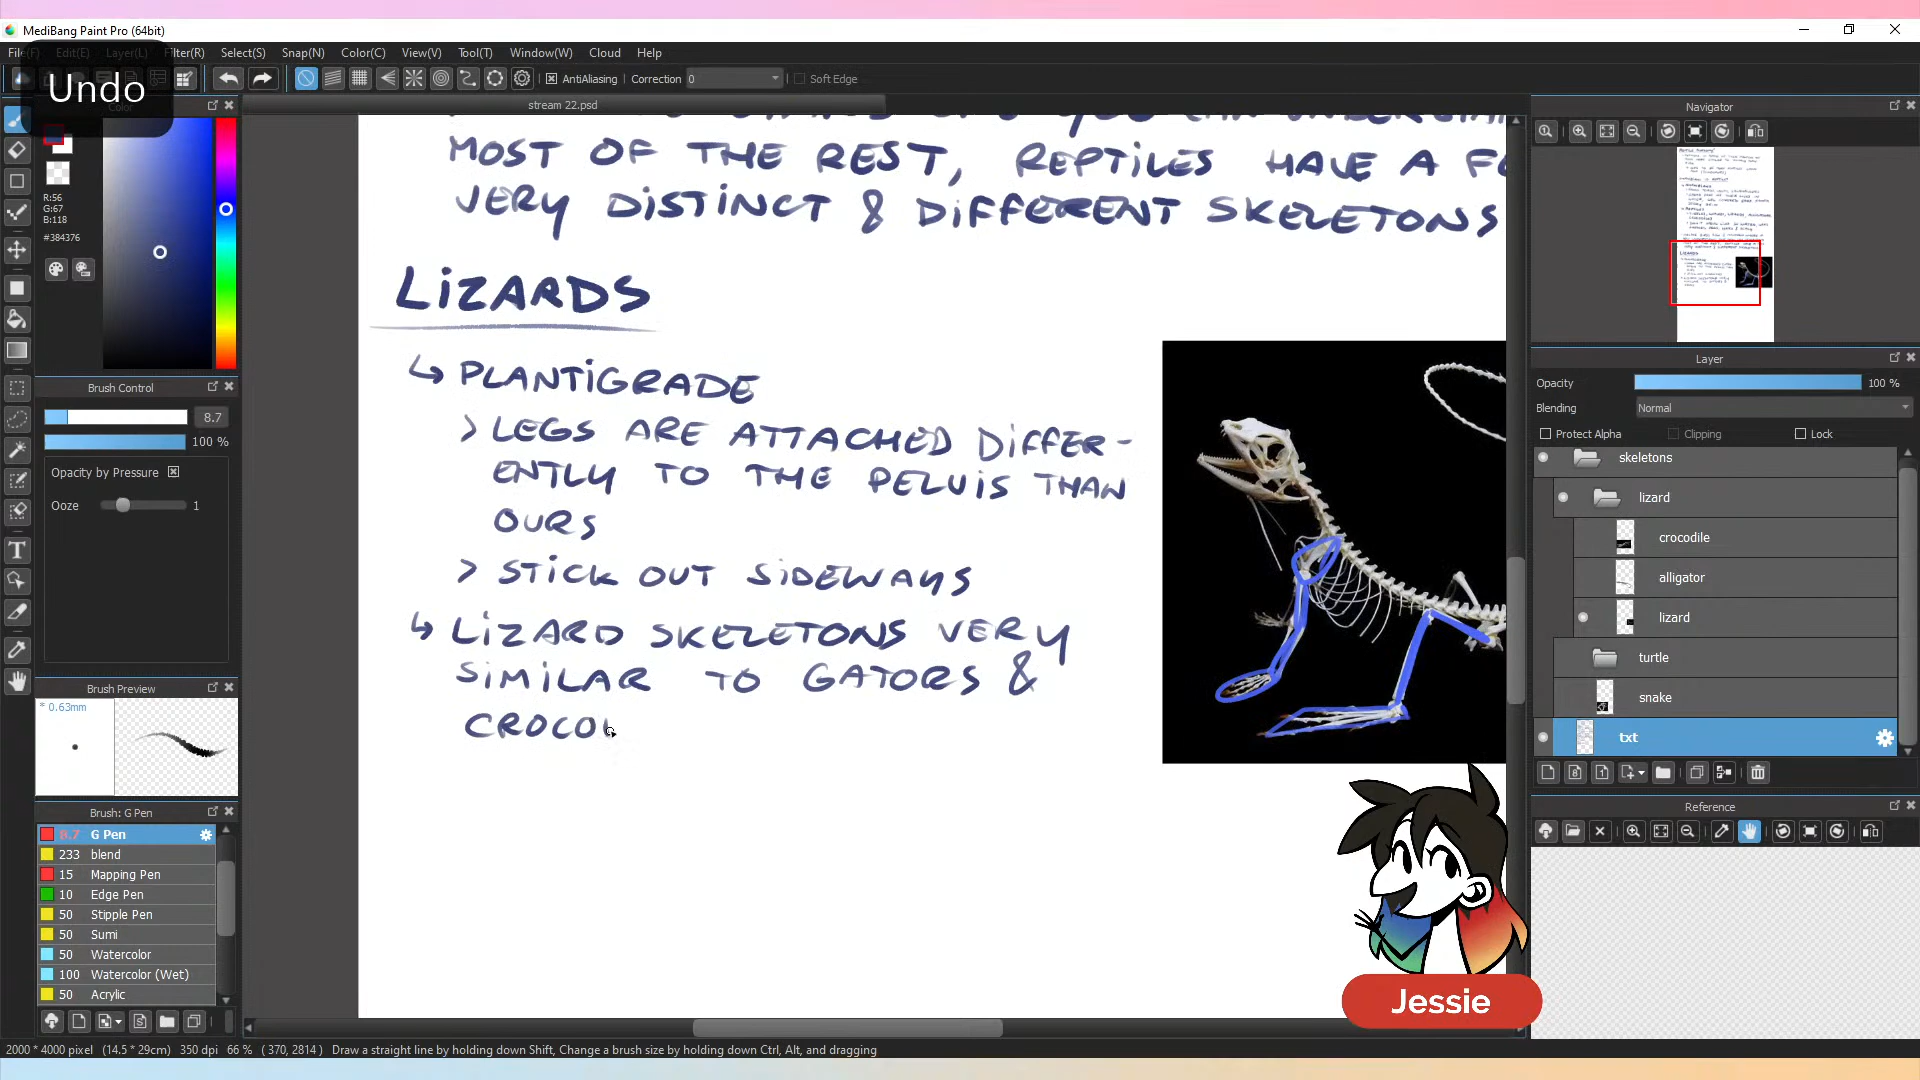 MediBang Paint Pro (64bit)
File(F) Edit(E) Layer(L) Filter(R) Select(S) Snap(N) Color(C) View(V) Tool(T) Window(W) Cloud Help
Undo
AntiAliasing Correction 0 Soft Edge
Color
stream 22.psd
R:56
G:67
B:118
#384376
Brush Control
8.7
100 %
Opacity by Pressure
Ooze 1
Brush Preview
* 0.63mm
Brush: G Pen
8.7 G Pen
233 blend
15 Mapping Pen
10 Edge Pen
50 Stipple Pen
50 Sumi
50 Watercolor
100 Watercolor (Wet)
50 Acrylic
MOST OF THE REST, REPTILES HAVE A
VERY DISTINCT & DIFFERENT SKELETONS
LIZARDS
↳ PLANTIGRADE
> LEGS ARE ATTACHED DIFFER-
ENTLY TO THE PELVIS THAN
OURS
> STICK OUT SIDEWAYS
↳ LIZARD SKELETONS VERY
SIMILAR TO GATORS &
CROCO
Jessie
Navigator
Layer
Opacity 100 %
Blending Normal
Protect Alpha Clipping Lock
skeletons
lizard
crocodile
alligator
lizard
turtle
snake
txt
Reference
2000 * 4000 pixel (14.5 * 29cm) 350 dpi 66 % ( 370, 2814 ) Draw a straight line by holding down Shift, Change a brush size by holding down Ctrl, Alt, and dragging